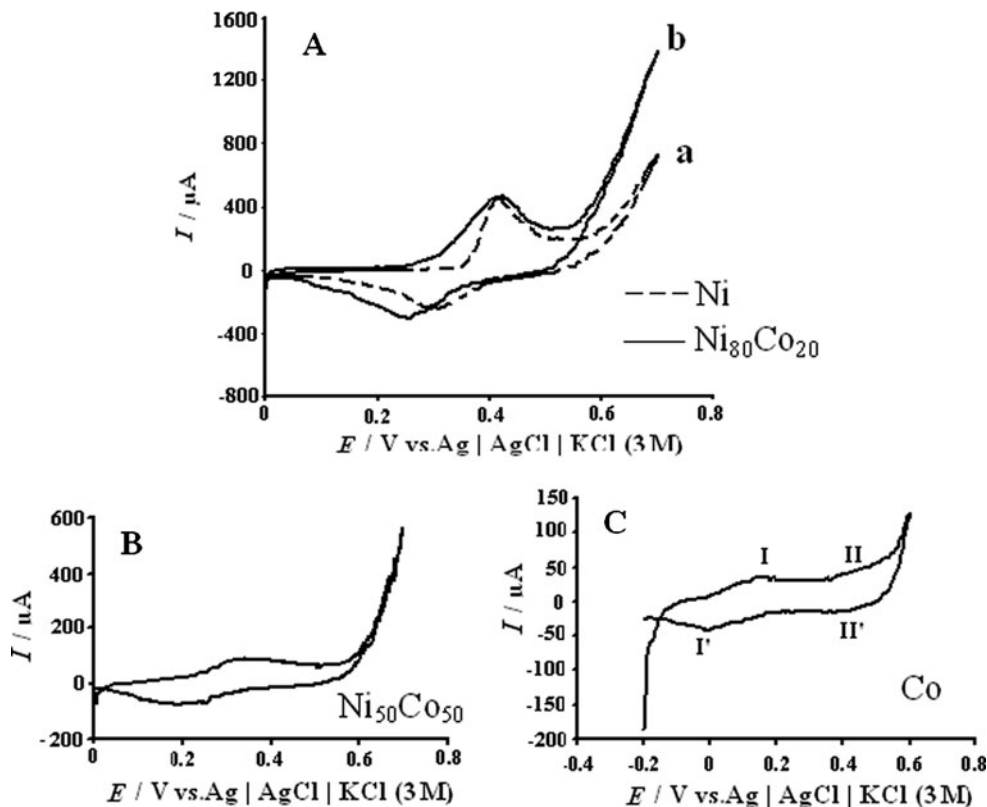 A
1600
1200
800
400
0
-400
-800
I / µA
b
a
Ni
Ni80Co20
0 0.2 0.4 0.6 0.8
E / V vs.Ag | AgCl | KCl (3M)
B
600
400
200
0
-200
I / µA
Ni50Co50
0 0.2 0.4 0.6 0.8
E / V vs.Ag | AgCl | KCl (3M)
C
150
100
50
0
-50
-100
-150
-200
I / µA
I II
I' II'
Co
-0.4 -0.2 0 0.2 0.4 0.6 0.8
E / V vs.Ag | AgCl | KCl (3M)